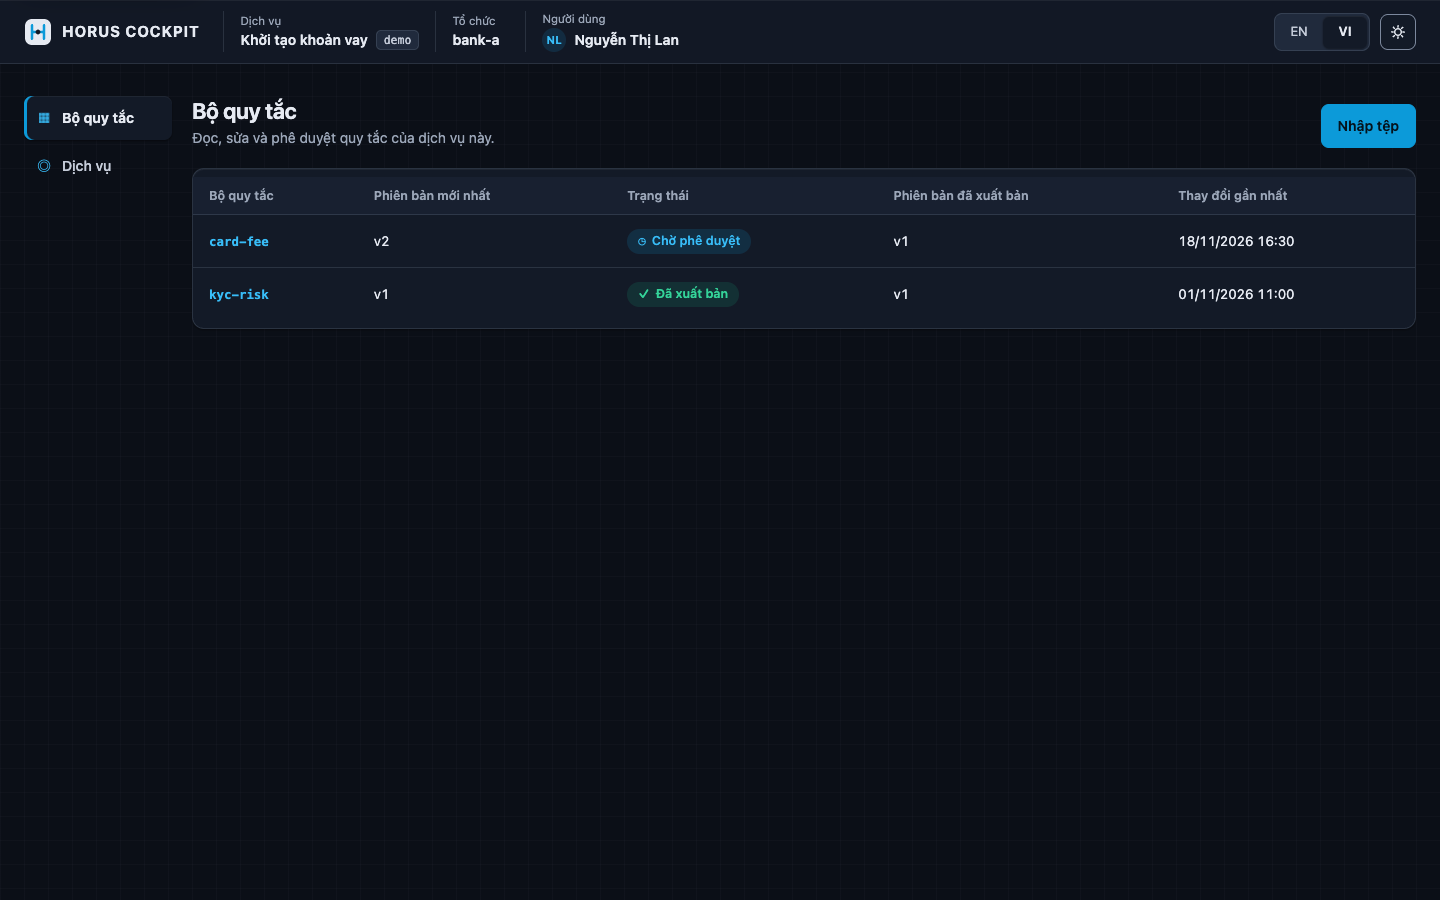 HORUS COCKPIT
Dịch vụ
Khởi tạo khoản vay demo
Tổ chức
bank-a
Người dùng
NL Nguyễn Thị Lan
EN VI
Bộ quy tắc
Dịch vụ
Bộ quy tắc
Đọc, sửa và phê duyệt quy tắc của dịch vụ này.
Nhập tệp
Bộ quy tắc Phiên bản mới nhất Trạng thái Phiên bản đã xuất bản Thay đổi gần nhất
card-fee v2 Chờ phê duyệt v1 18/11/2026 16:30
kyc-risk v1 Đã xuất bản v1 01/11/2026 11:00